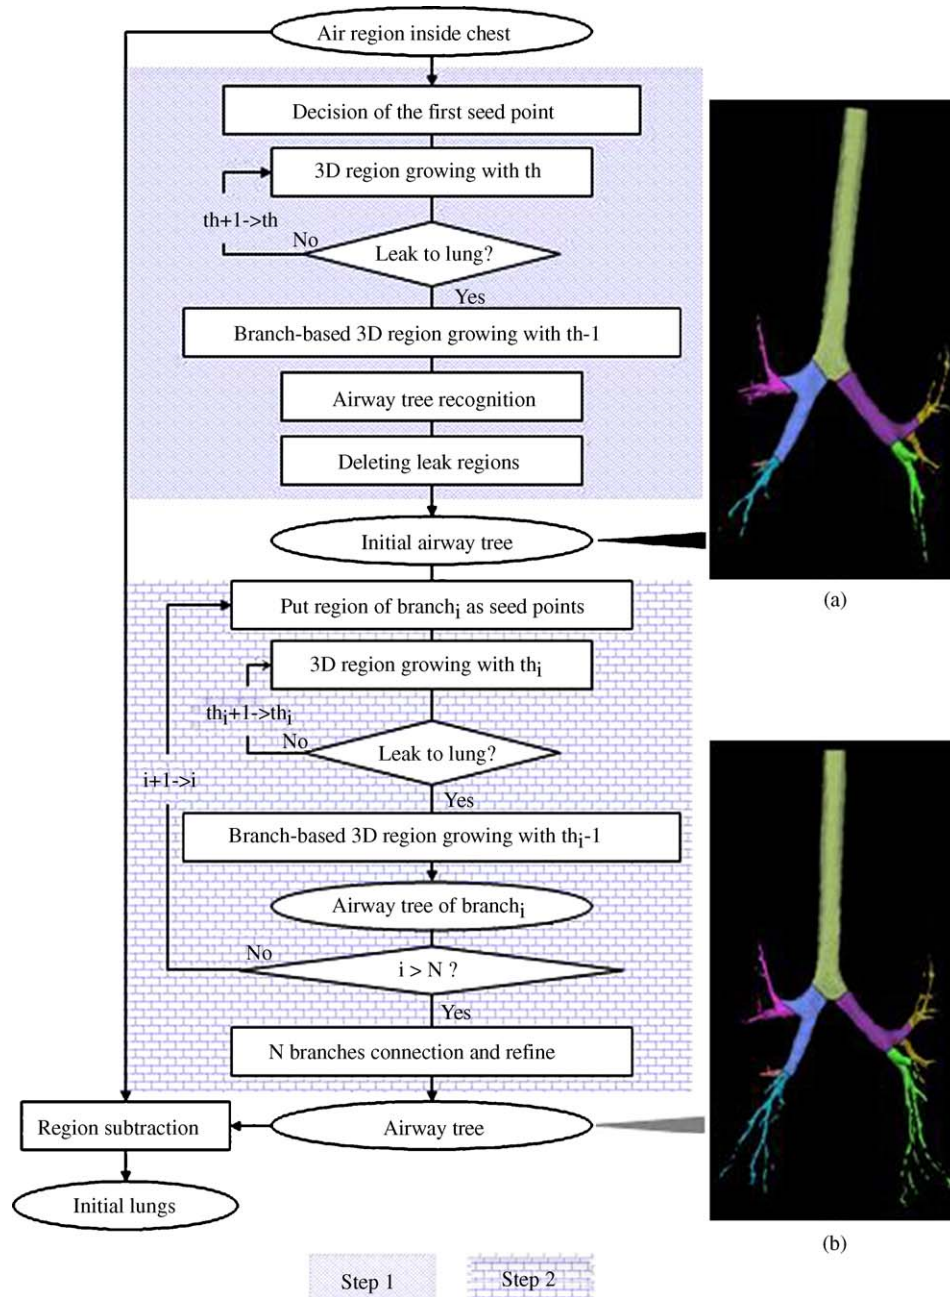 Air region inside chest
Decision of the first seed point
3D region growing with th
th+1->th
No
Leak to lung?
Yes
Branch-based 3D region growing with th-1
Airway tree recognition
Deleting leak regions
Initial airway tree
(a)
Put region of branchi as seed points
3D region growing with thi
thi+1->thi
No
Leak to lung?
i+1->i
Yes
Branch-based 3D region growing with thi-1
Airway tree of branchi
No
i > N ?
Yes
N branches connection and refine
Region subtraction
Airway tree
Initial lungs
(b)
Step 1
Step 2